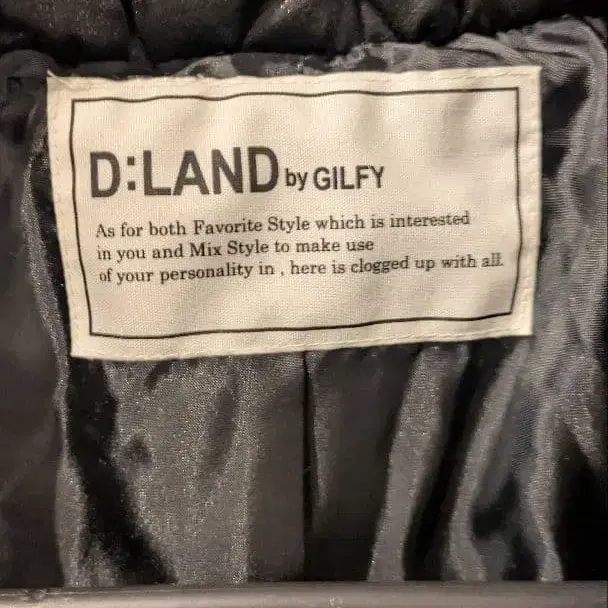 D:LAND by GILFY
As for both Favorite Style which is interested
in you and Mix Style to make use
of your personality in , here is clogged up with all.